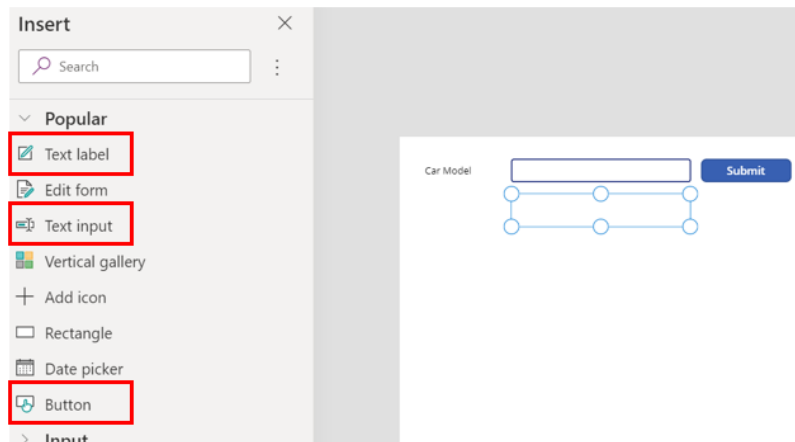 Insert
Search
Popular
Text label
Edit form
Text input
Vertical gallery
Add icon
Rectangle
Date picker
Button
Input
Car Model
Submit